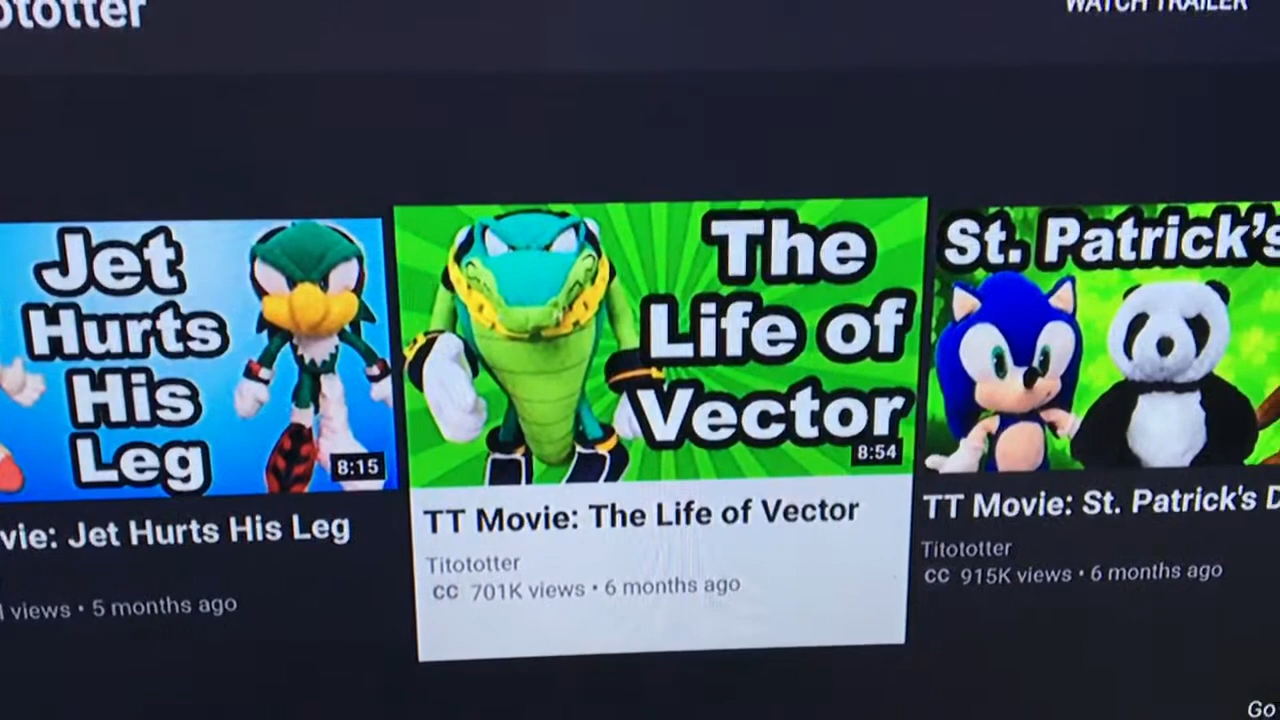 otototter
WATCH TRAILER
Jet
Hurts
His
Leg
8:15
vie: Jet Hurts His Leg
views • 5 months ago
The
Life of
Vector
8:54
TT Movie: The Life of Vector
Titototter
CC 701K views • 6 months ago
St. Patrick's
TT Movie: St. Patrick's D
Titototter
CC 915K views • 6 months ago
Go